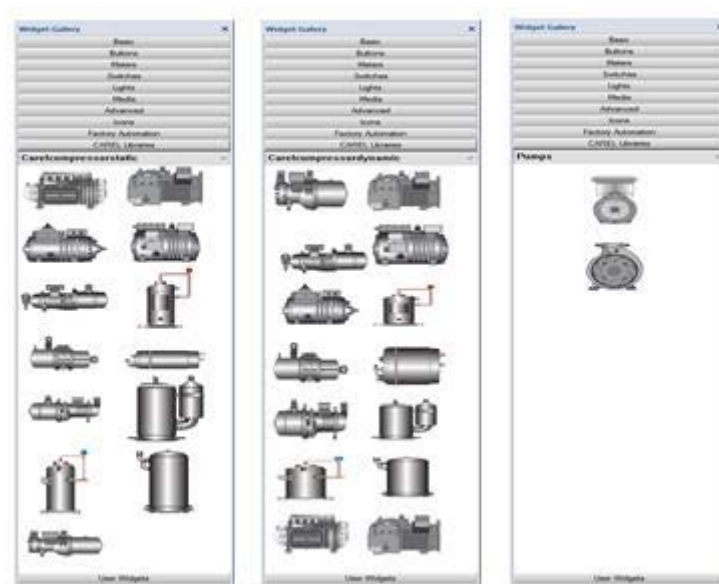 Widget Gallery
Basic
Buttons
Meters
Switches
Lights
Media
Advanced
Icons
Factory Automation
CAREL Libraries
Carelcompressorstatic
User Widgets
Widget Gallery
Basic
Buttons
Meters
Switches
Lights
Media
Advanced
Icons
Factory Automation
CAREL Libraries
Carelcompressordynamic
User Widgets
Widget Gallery
Basic
Buttons
Meters
Switches
Lights
Media
Advanced
Icons
Factory Automation
CAREL Libraries
Pumps
User Widgets